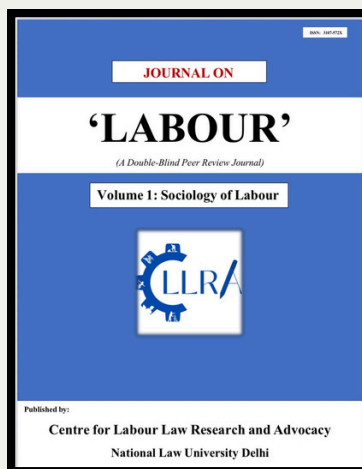 JOURNAL ON
‘LABOUR’
(A Double-Blind Peer Review Journal)
Volume 1: Sociology of Labour
CLLRA
Published by:
Centre for Labour Law Research and Advocacy
National Law University Delhi